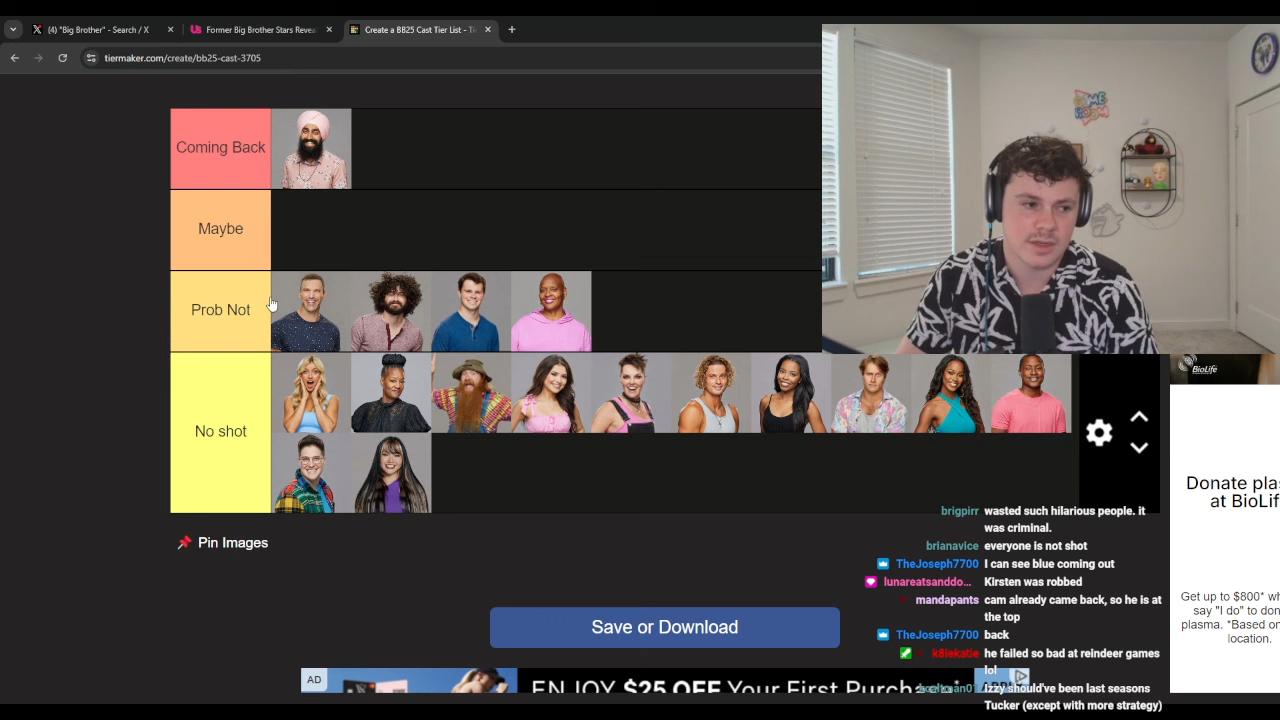 (4) "Big Brother" - Search / X
Former Big Brother Stars Reve
Create a BB25 Cast Tier List - Ti
tiermaker.com/create/bb25-cast-3705
Coming Back
Maybe
Prob Not
No shot
Pin Images
Save or Download
AD
ENJOY $25 OFF Your First Purcha
BioLife
Donate pla
at BioLif
Get up to $800* wh
say "I do" to don
plasma. *Based on
location.
brigpirr wasted such hilarious people. it
was criminal.
brianavice everyone is not shot
TheJoseph7700 I can see blue coming out
lunareatsanddo... Kirsten was robbed
mandapants cam already came back, so he is at
the top
TheJoseph7700 back
k8iekatie he failed so bad at reindeer games
lol
Izzy should've been last seasons
Tucker (except with more strategy)